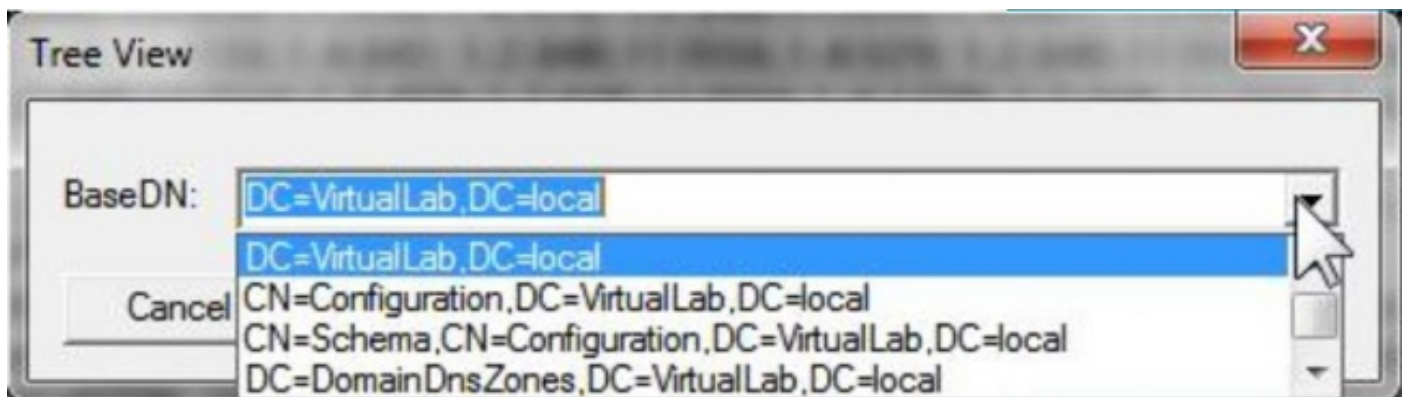 Tree View
BaseDN: DC=VirtualLab,DC=local
DC=VirtualLab,DC=local
Cancel CN=Configuration,DC=VirtualLab,DC=local
CN=Schema,CN=Configuration,DC=VirtualLab,DC=local
DC=DomainDnsZones,DC=VirtualLab,DC=local